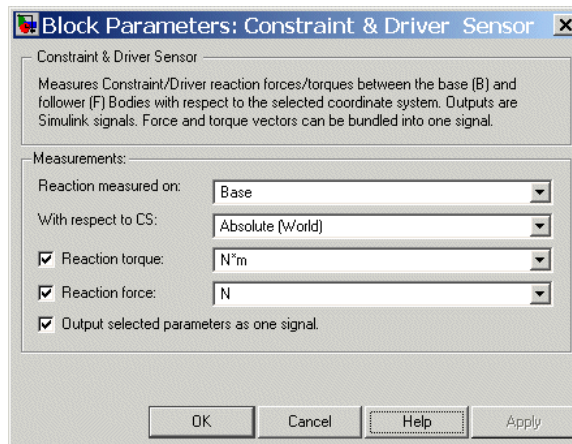 Block Parameters: Constraint & Driver Sensor
Constraint & Driver Sensor
Measures Constraint/Driver reaction forces/torques between the base (B) and
follower (F) Bodies with respect to the selected coordinate system. Outputs are
Simulink signals. Force and torque vectors can be bundled into one signal.
Measurements:
Reaction measured on: Base
With respect to CS: Absolute (World)
Reaction torque: N*m
Reaction force: N
Output selected parameters as one signal.
OK Cancel Help Apply